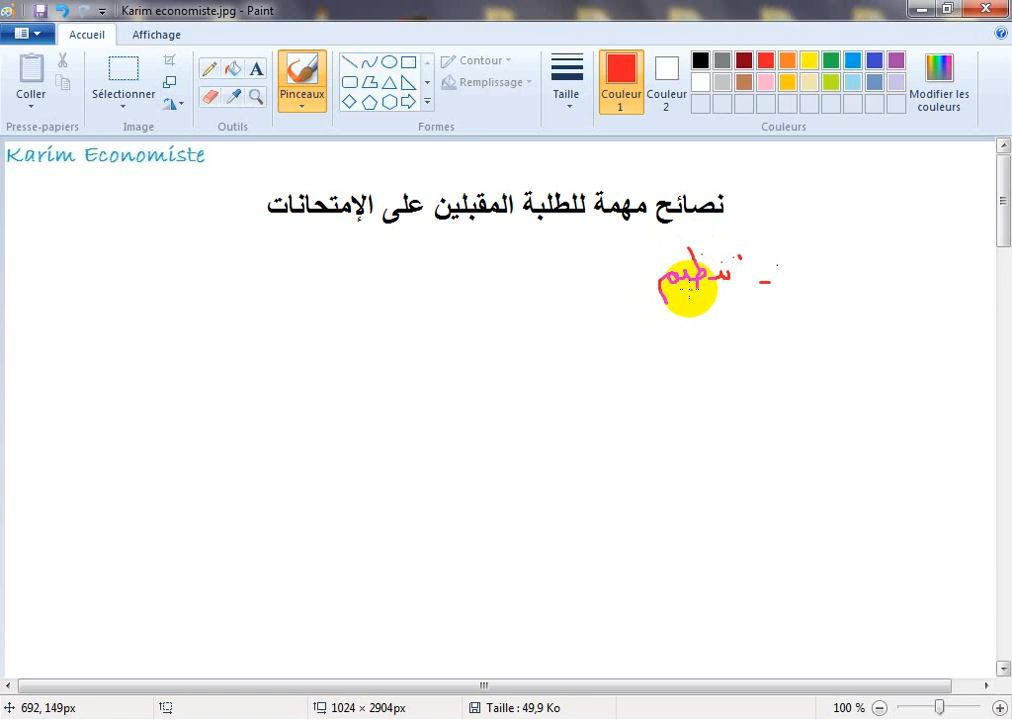 Karim economiste.jpg - Paint
Accueil
Affichage
Coller
Sélectionner
Pinceaux
Contour
Remplissage
Taille
Couleur 1
Couleur 2
Modifier les couleurs
Presse-papiers
Image
Outils
Formes
Couleurs
Karim Economiste
نصائح مهمة للطلبة المقبلين على الإمتحانات
- تنظيم
692, 149px
1024 × 2904px
Taille : 49,9 Ko
100 %